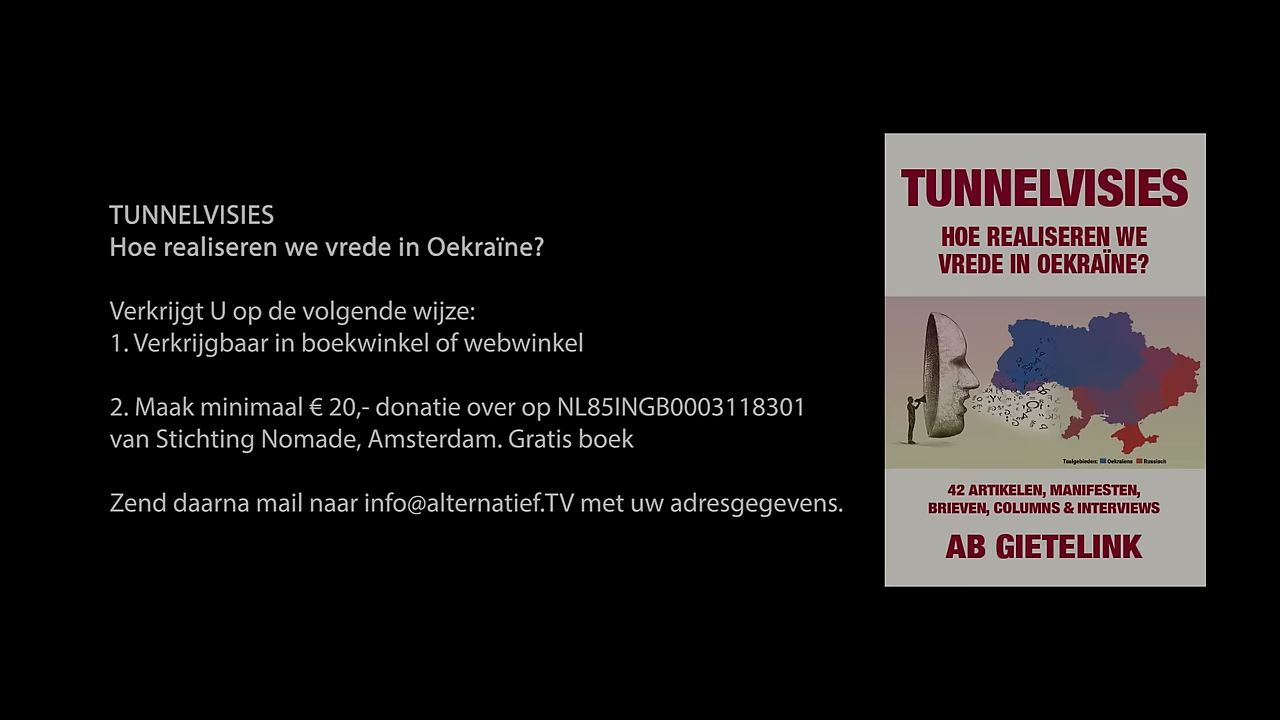 TUNNELVISIES
Hoe realiseren we vrede in Oekraïne?
Verkrijgt U op de volgende wijze:
1. Verkrijgbaar in boekwinkel of webwinkel
2. Maak minimaal € 20,- donatie over op NL85INGB0003118301
van Stichting Nomade, Amsterdam. Gratis boek
Zend daarna mail naar info@alternatief.TV met uw adresgegevens.
TUNNELVISIES
HOE REALISEREN WE
VREDE IN OEKRAÏNE?
Taalgebieden: Oekraïens Russisch
42 ARTIKELEN, MANIFESTEN,
BRIEVEN, COLUMNS & INTERVIEWS
AB GIETELINK